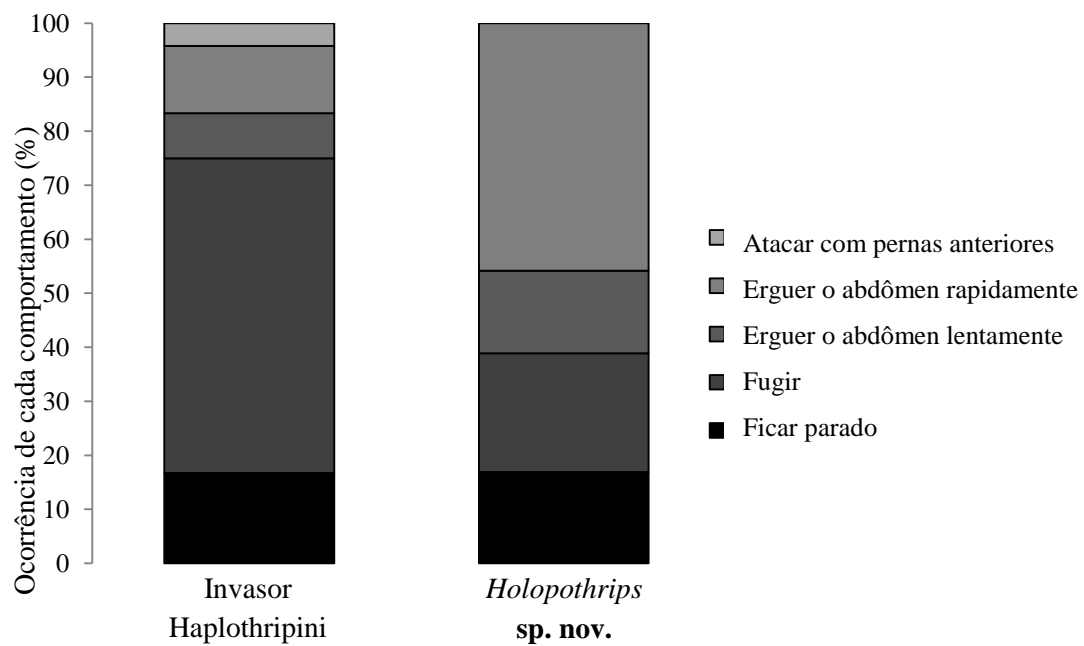 Ocorrência de cada comportamento (%)
100
90
80
70
60
50
40
30
20
10
0
Invasor
Haplothripini
Holopothrips
sp. nov.
Atacar com pernas anteriores
Erguer o abdômen rapidamente
Erguer o abdômen lentamente
Fugir
Ficar parado